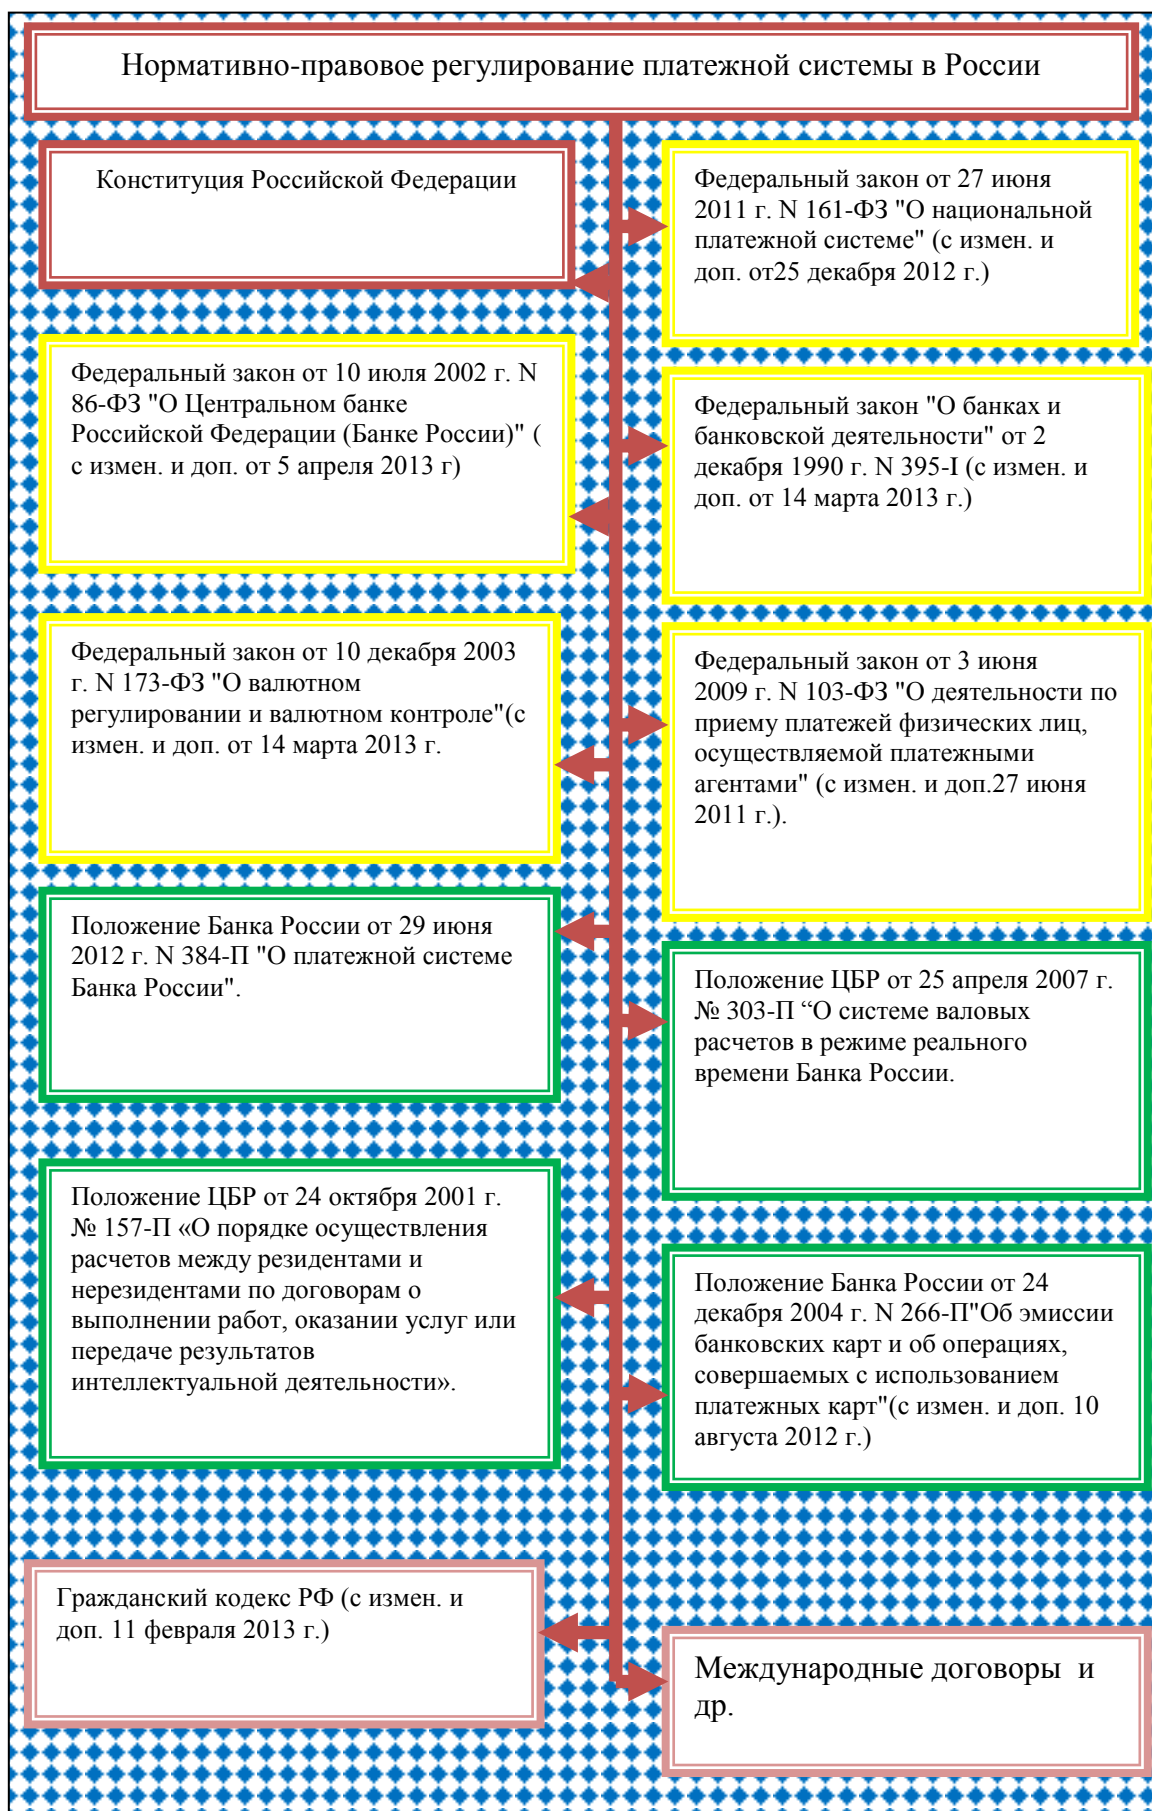 Нормативно-правовое регулирование платежной системы в России
Конституция Российской Федерации
Федеральный закон от 27 июня
2011 г. N 161-ФЗ "О национальной
платежной системе" (с измен. и
доп. от25 декабря 2012 г.)
Федеральный закон от 10 июля 2002 г. N
86-ФЗ "О Центральном банке
Российской Федерации (Банке России)" (
с измен. и доп. от 5 апреля 2013 г)
Федеральный закон "О банках и
банковской деятельности" от 2
декабря 1990 г. N 395-I (с измен. и
доп. от 14 марта 2013 г.)
Федеральный закон от 10 декабря 2003
г. N 173-ФЗ "О валютном
регулировании и валютном контроле"(с
измен. и доп. от 14 марта 2013 г.
Федеральный закон от 3 июня
2009 г. N 103-ФЗ "О деятельности по
приему платежей физических лиц,
осуществляемой платежными
агентами" (с измен. и доп.27 июня
2011 г.).
Положение Банка России от 29 июня
2012 г. N 384-П "О платежной системе
Банка России".
Положение ЦБР от 25 апреля 2007 г.
№ 303-П “О системе валовых
расчетов в режиме реального
времени Банка России.
Положение ЦБР от 24 октября 2001 г.
№ 157-П «О порядке осуществления
расчетов между резидентами и
нерезидентами по договорам о
выполнении работ, оказании услуг или
передаче результатов
интеллектуальной деятельности».
Положение Банка России от 24
декабря 2004 г. N 266-П"Об эмиссии
банковских карт и об операциях,
совершаемых с использованием
платежных карт"(с измен. и доп. 10
августа 2012 г.)
Гражданский кодекс РФ (с измен. и
доп. 11 февраля 2013 г.)
Международные договоры и
др.